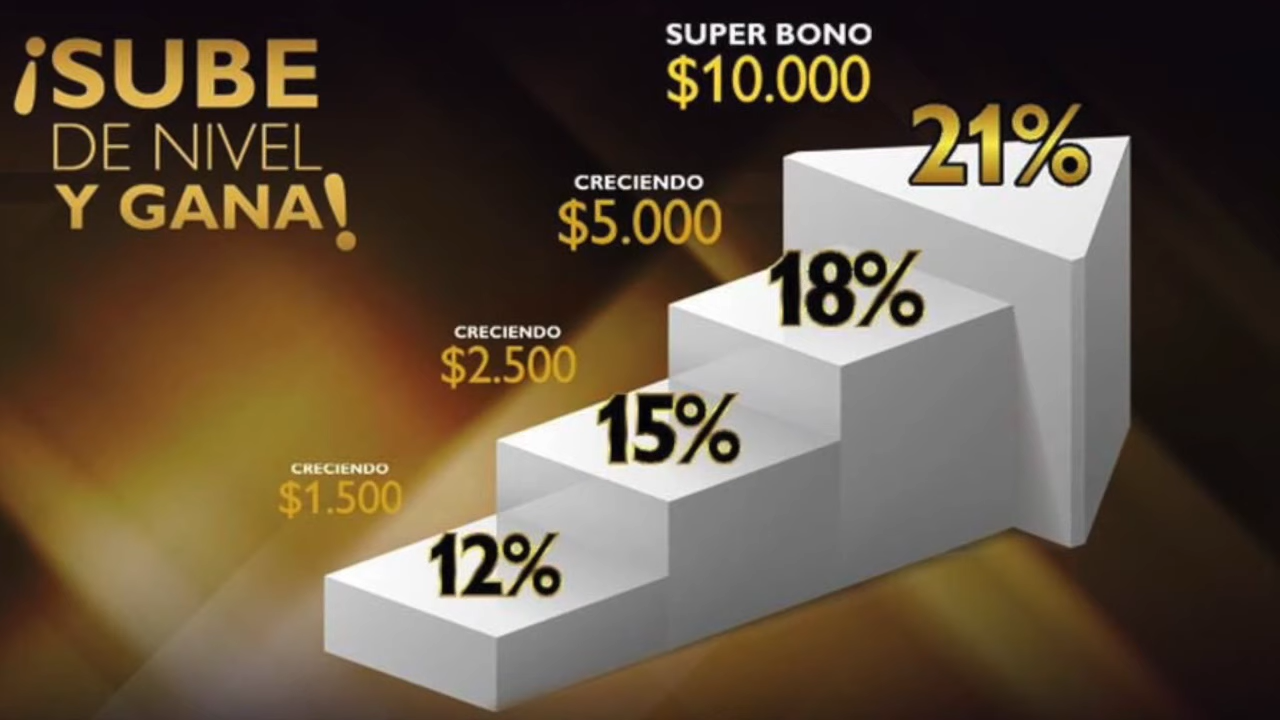 ¡SUBE
DE NIVEL
Y GANA!
SUPER BONO
$10.000
21%
CRECIENDO
$5.000
18%
CRECIENDO
$2.500
15%
CRECIENDO
$1.500
12%